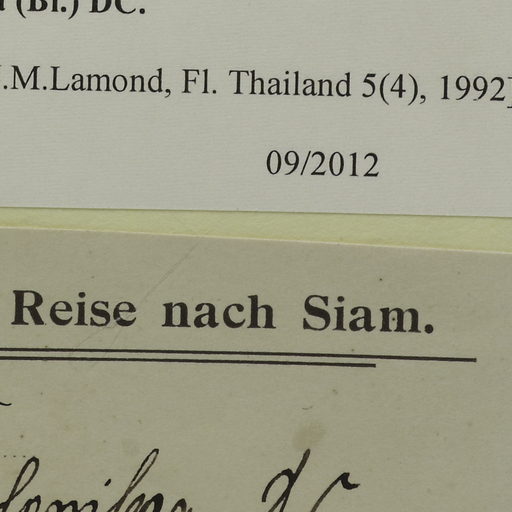 (Bl.) DC.
.M.Lamond, Fl. Thailand 5(4), 1992]
09/2012
Reise nach Siam.